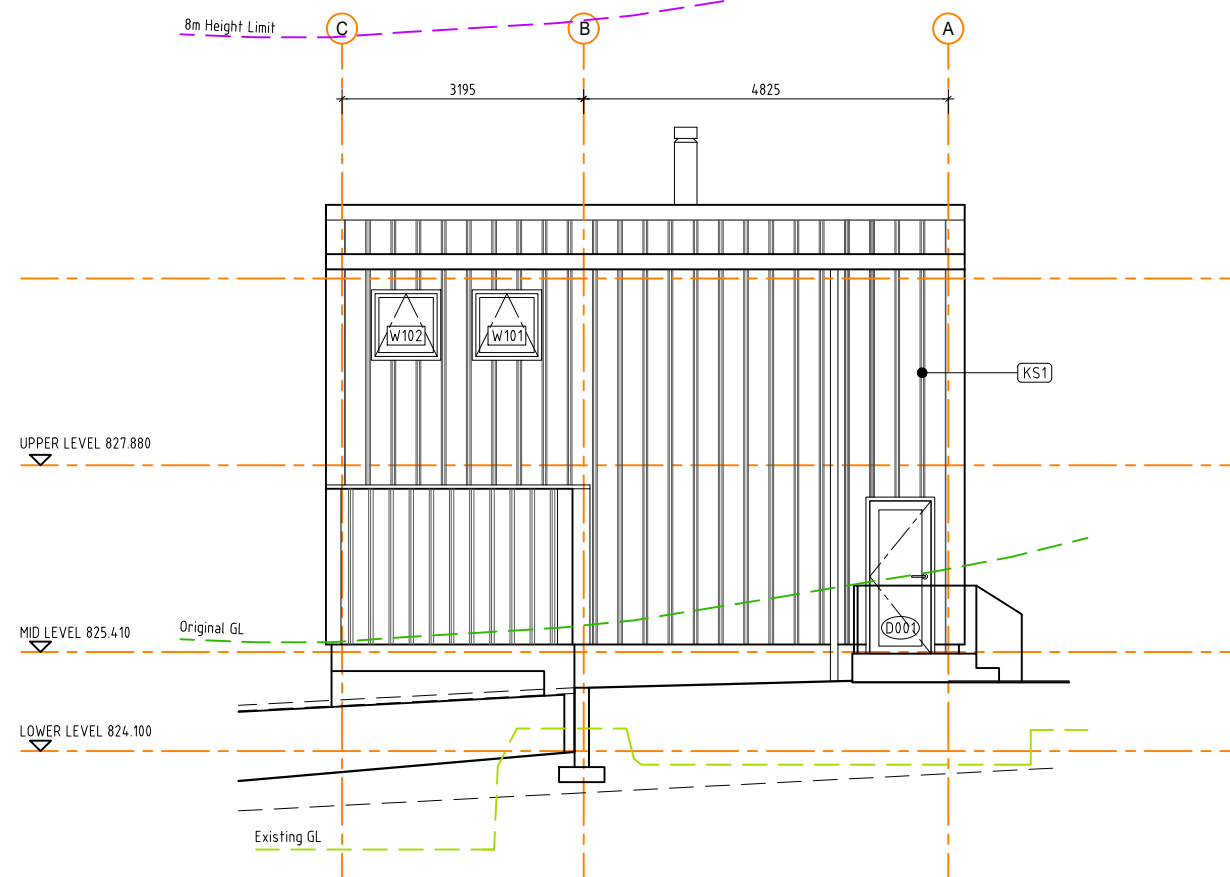 8m Height Limit
C
B
A
3195
4825
W102
W101
KS1
UPPER LEVEL 827.880
Original GL
MID LEVEL 825.410
D001
LOWER LEVEL 824.100
Existing GL